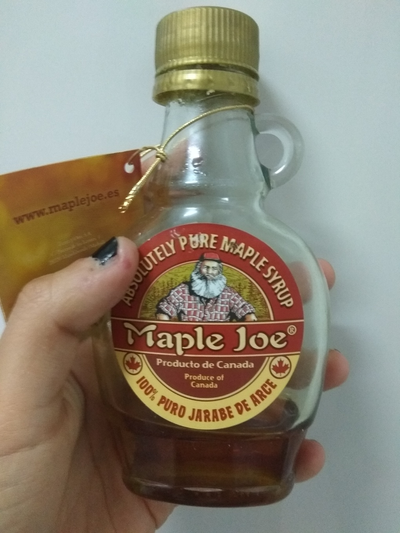 www.maplejoe.es
ABSOLUTELY PURE MAPLE SYRUP
Maple Joe®
Producto de Canada
Produce of
Canada
100% PURO JARABE DE ARCE